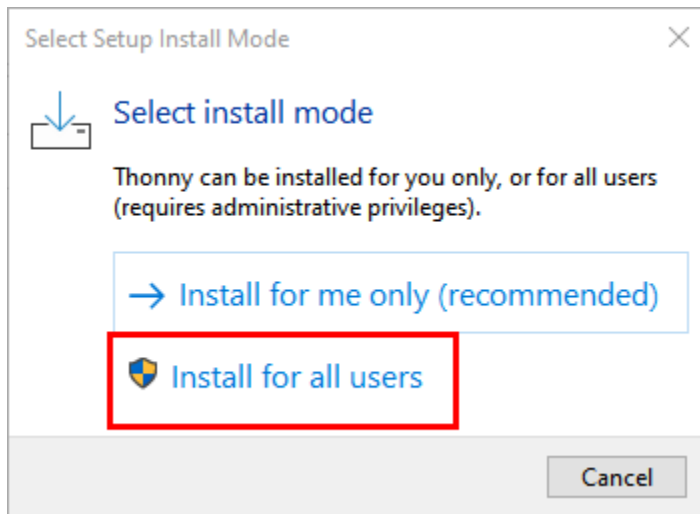 Select Setup Install Mode
Select install mode
Thonny can be installed for you only, or for all users
(requires administrative privileges).
Install for me only (recommended)
Install for all users
Cancel